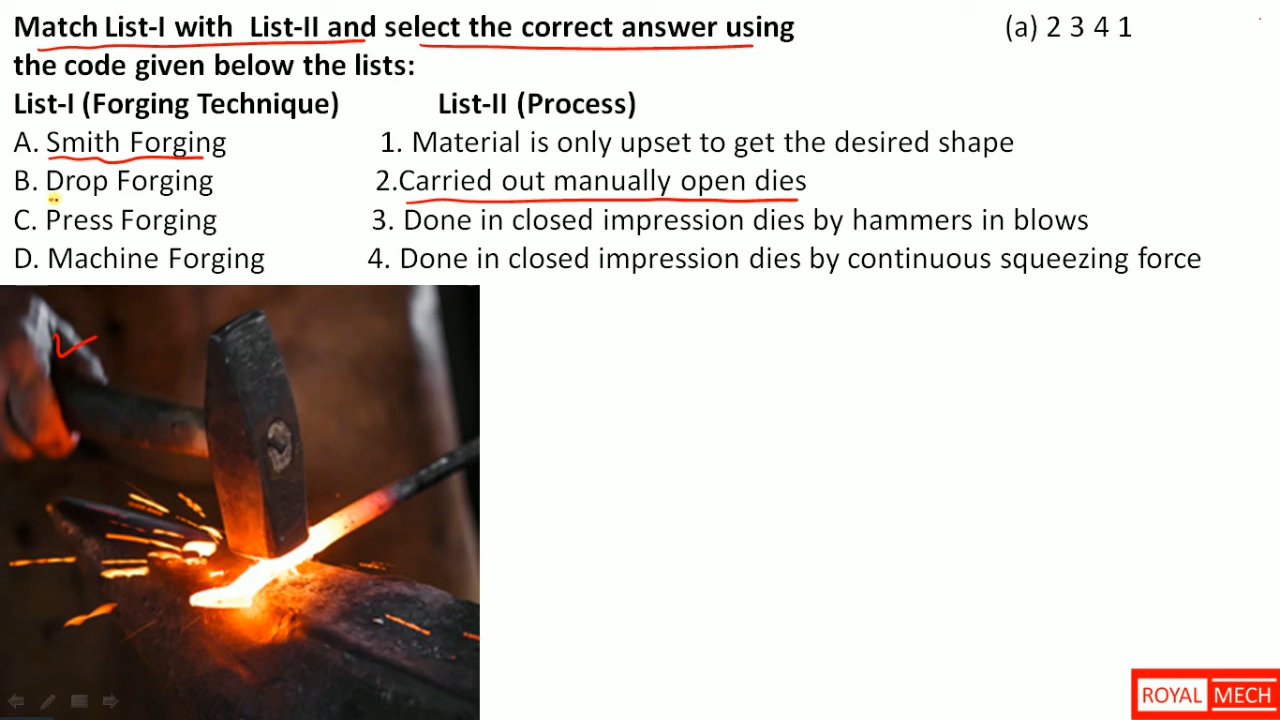 Match List-I with List-II and select the correct answer using (a) 2 3 4 1
the code given below the lists:
List-I (Forging Technique) List-II (Process)
A. Smith Forging 1. Material is only upset to get the desired shape
B. Drop Forging 2.Carried out manually open dies
C. Press Forging 3. Done in closed impression dies by hammers in blows
D. Machine Forging 4. Done in closed impression dies by continuous squeezing force
ROYAL MECH